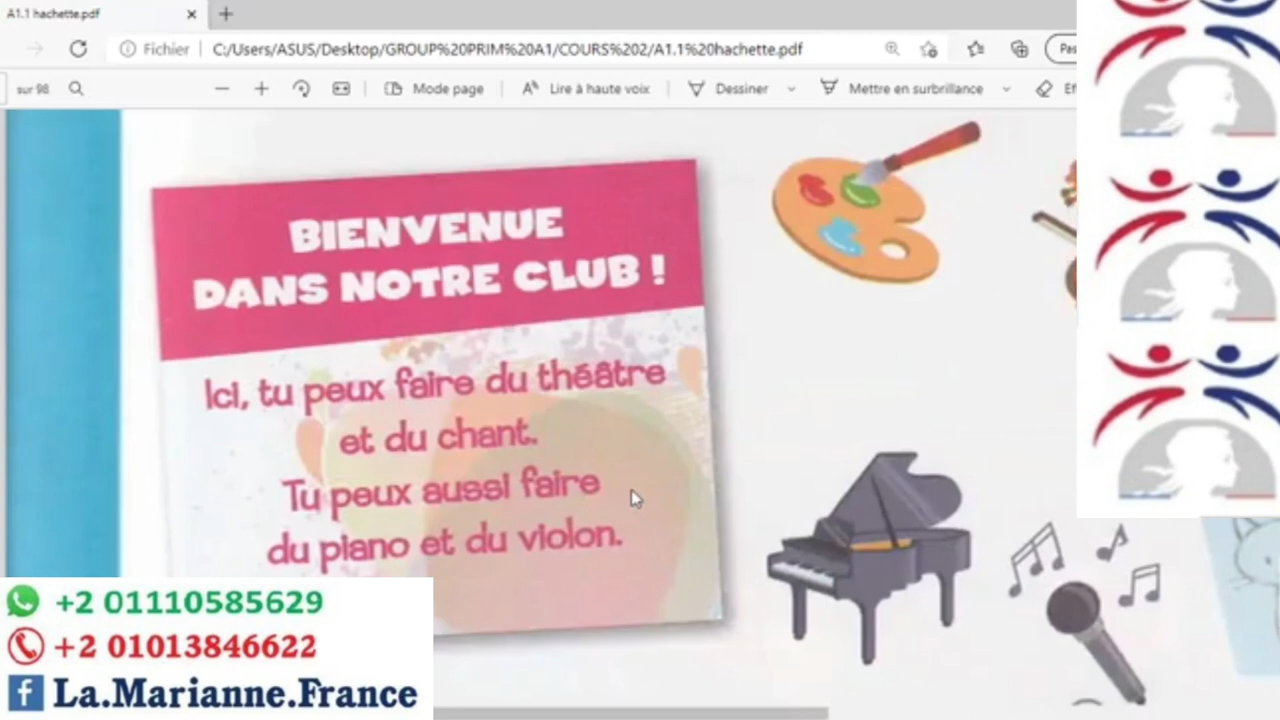 A1.1 hachette.pdf
Fichier
C:/Users/ASUS/Desktop/GROUP%20PRIM%20A1/COURS%202/A1.1%20hachette.pdf
sur 98
Mode page
Lire à haute voix
Dessiner
Mettre en surbrillance
BIENVENUE
DANS NOTRE CLUB !
Ici, tu peux faire du théâtre
et du chant.
Tu peux aussi faire
du piano et du violon.
+2 01110585629
+2 01013846622
La.Marianne.France